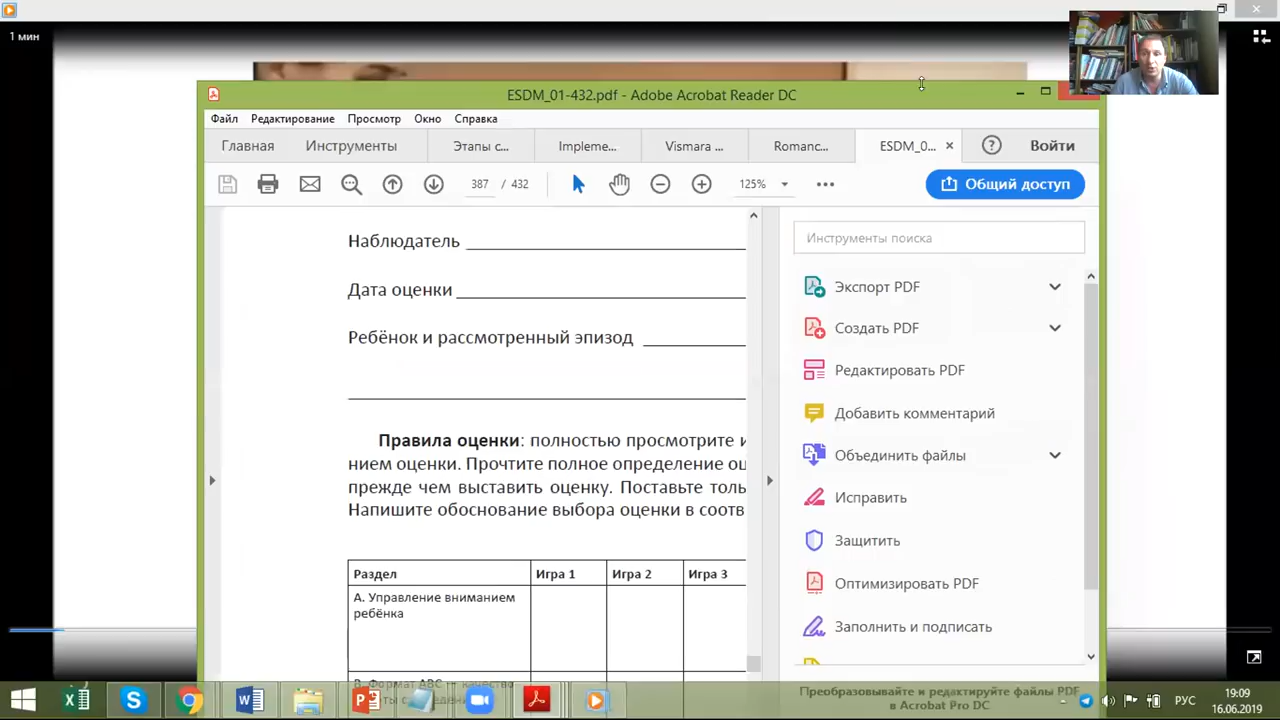 1 мин
ESDM_01-432.pdf - Adobe Acrobat Reader DC
Файл Редактирование Просмотр Окно Справка
Главная Инструменты Этапы с... Impleme... Vismara ... Romanc... ESDM_0... × ? Войти
387 / 432 125% Общий доступ
Наблюдатель
Дата оценки
Ребёнок и рассмотренный эпизод
Правила оценки: полностью просмотрите и
нием оценки. Прочтите полное определение оц
прежде чем выставить оценку. Поставьте толь
Напишите обоснование выбора оценки в соотв
Раздел Игра 1 Игра 2 Игра 3
А. Управление вниманием
ребёнка
Инструменты поиска
Экспорт PDF
Создать PDF
Редактировать PDF
Добавить комментарий
Объединить файлы
Исправить
Защитить
Оптимизировать PDF
Заполнить и подписать
Преобразовывайте и редактируйте файлы PDF
в Acrobat Pro DC
РУС
19:09
16.06.2019